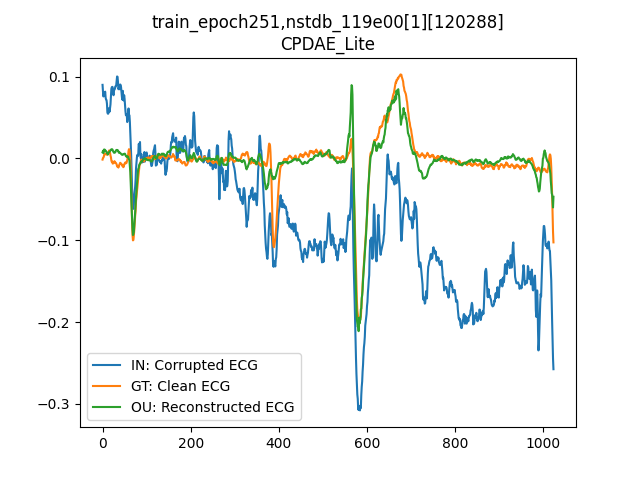 train_epoch251,nstdb_119e00[1][120288]
CPDAE_Lite
0.1
0.0
−0.1
−0.2
−0.3
IN: Corrupted ECG
GT: Clean ECG
OU: Reconstructed ECG
0 200 400 600 800 1000